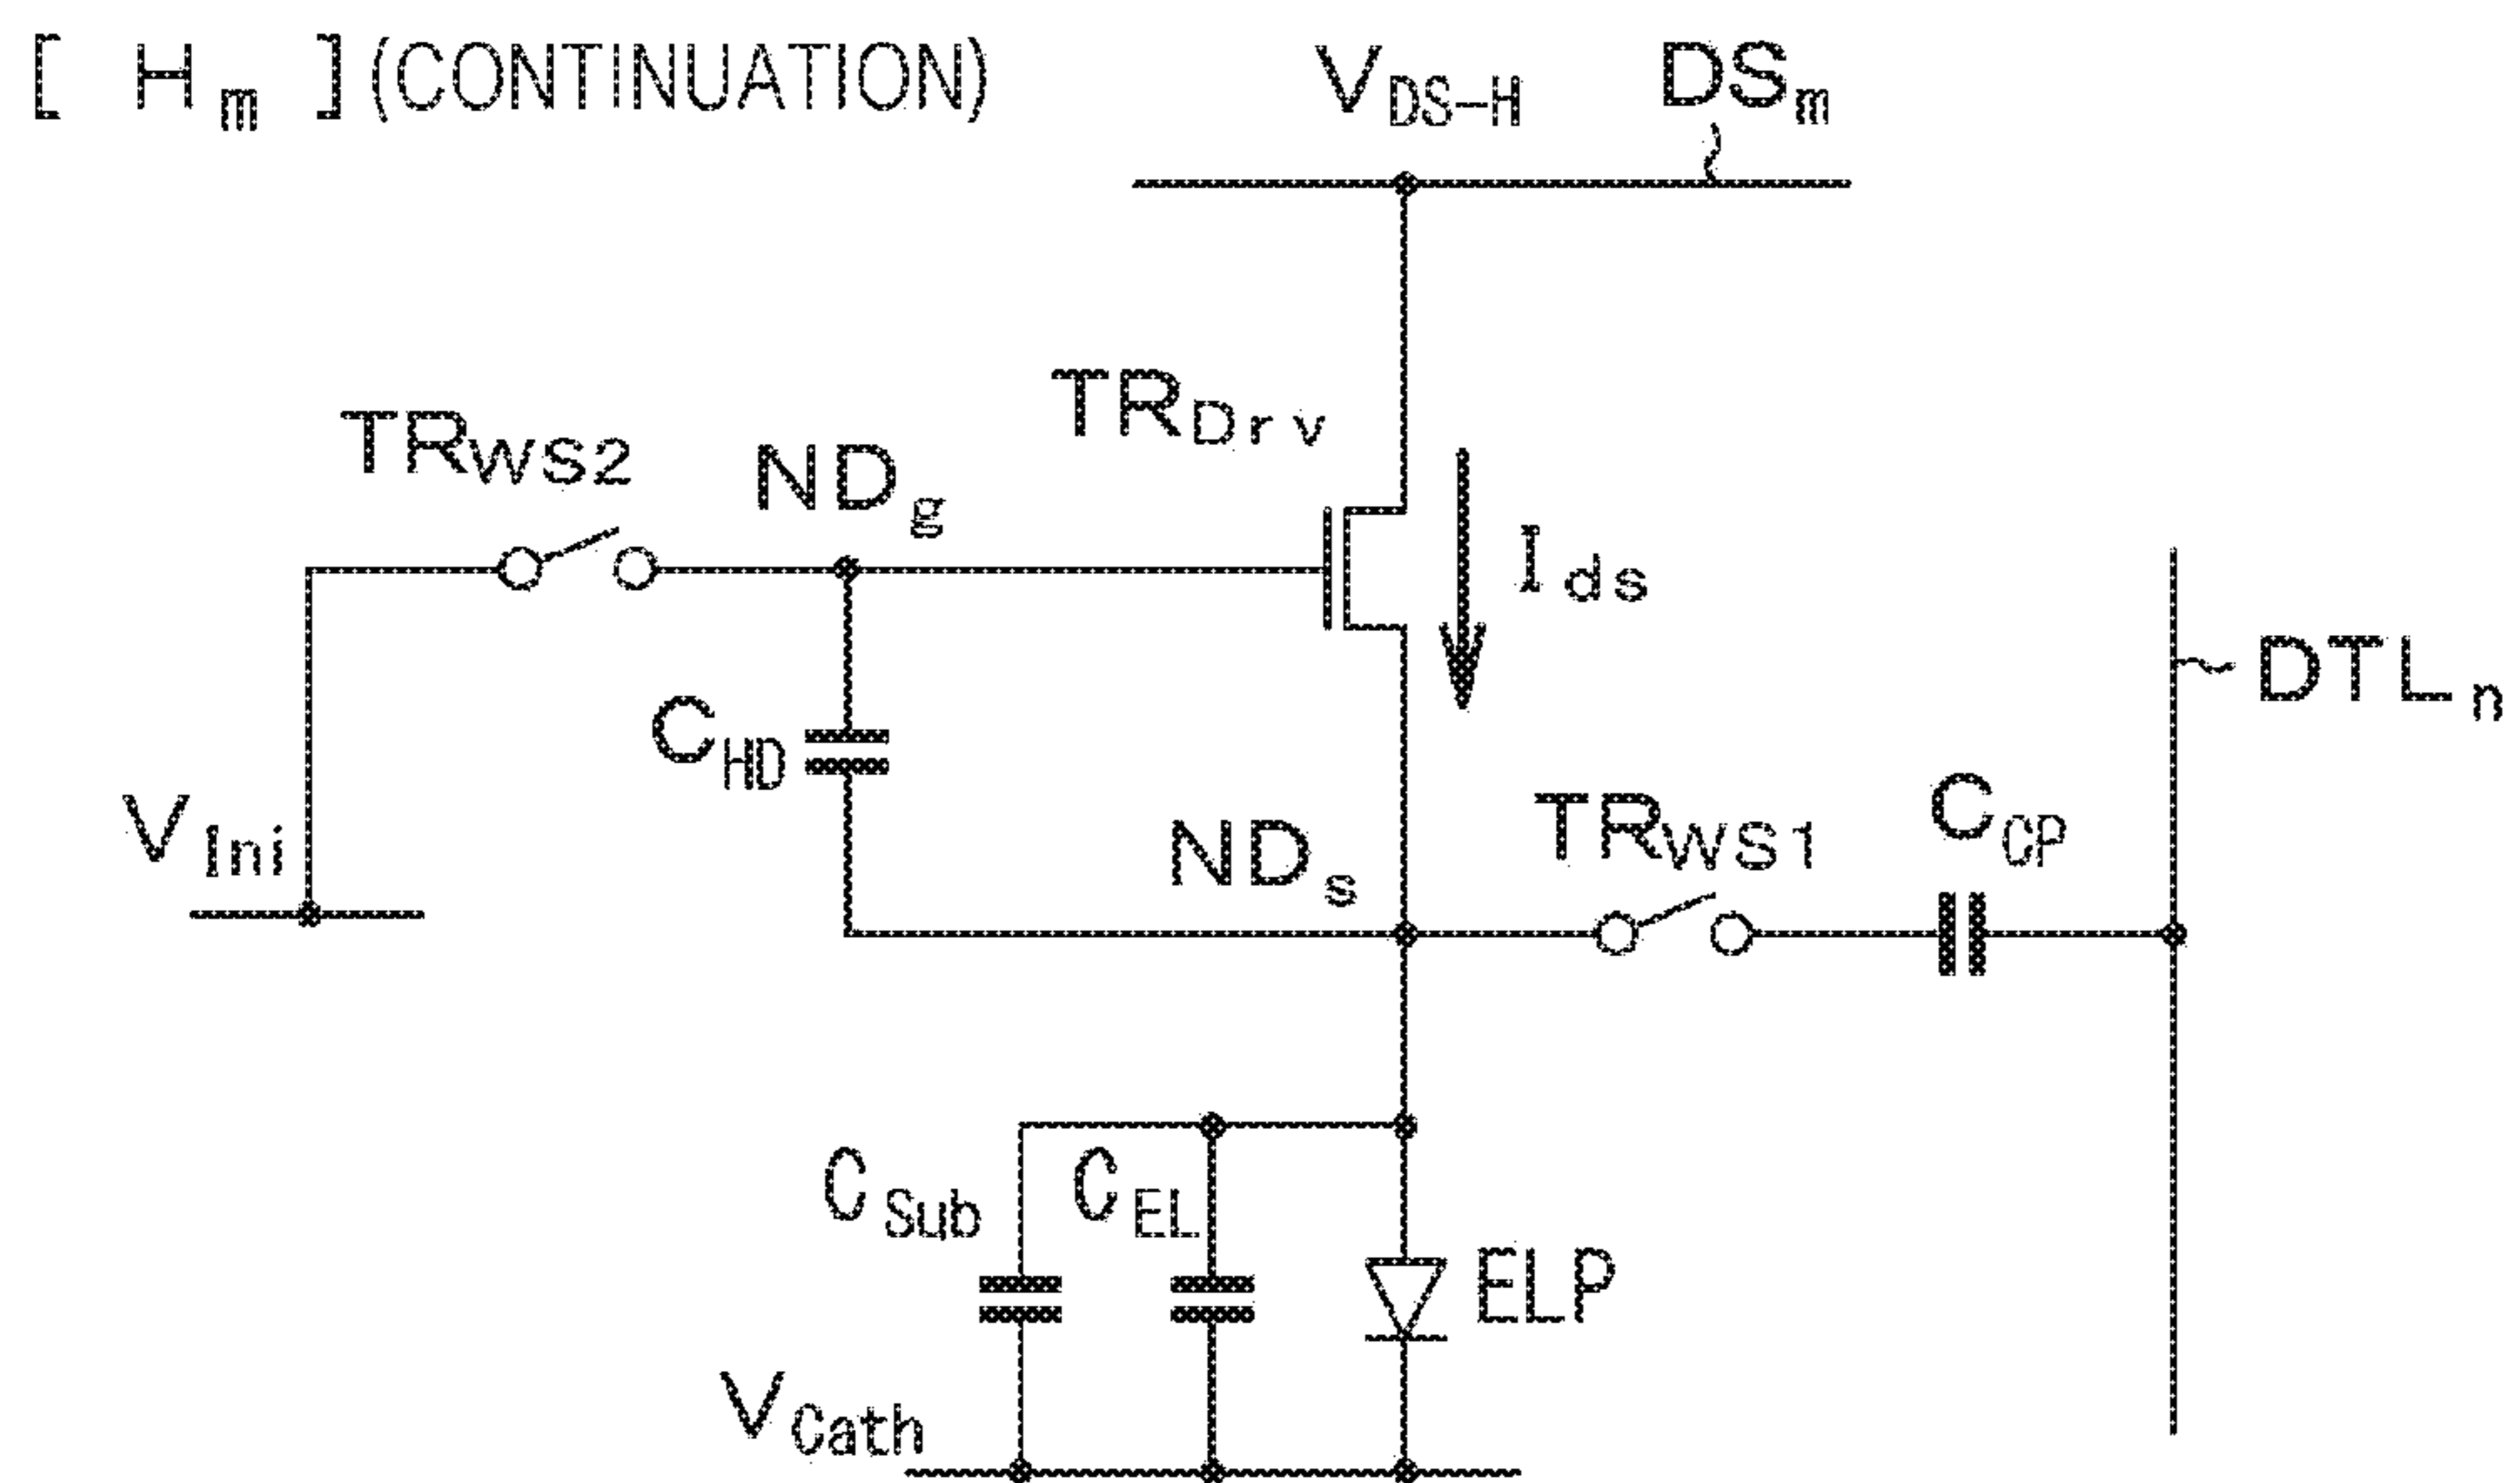 [ Hm ](CONTINUATION)
VDS-H
DSm
TRDrv
TRWS2
NDg
Ids
DTLn
CHD
VIni
NDs
TRWS1
CCP
CSub
CEL
ELP
VCath